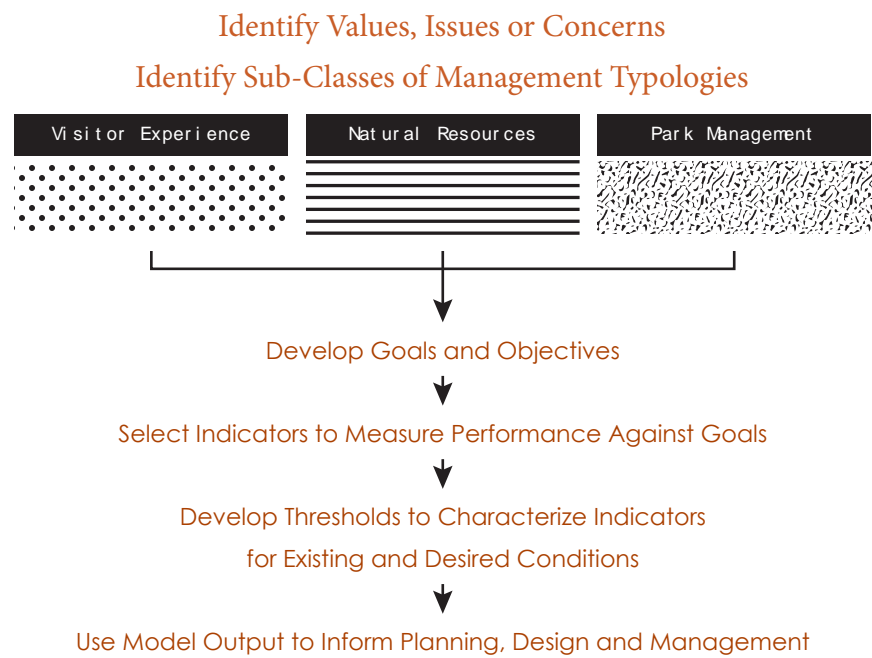 Identify Values, Issues or Concerns
Identify Sub-Classes of Management Typologies
Visitor Experience Natural Resources Park Management
Develop Goals and Objectives
Select Indicators to Measure Performance Against Goals
Develop Thresholds to Characterize Indicators
for Existing and Desired Conditions
Use Model Output to Inform Planning, Design and Management